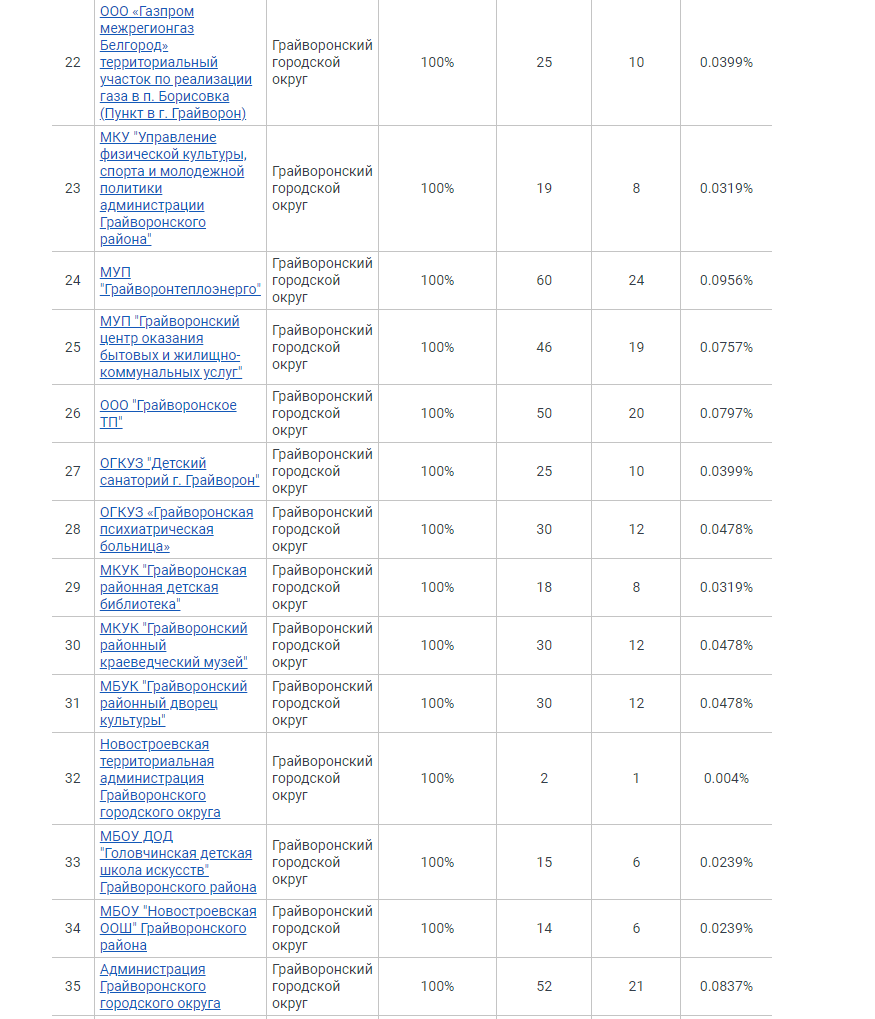 ООО «Газпром
межрегионгаз
Белгород»
территориальный
участок по реализации
газа в п. Борисовка
(Пункт в г. Грайворон)
22
Грайворонский
городской
округ
100%
25
10
0.0399%
МКУ "Управление
физической культуры,
спорта и молодежной
политики
администрации
Грайворонского
района"
23
Грайворонский
городской
округ
100%
19
8
0.0319%
24
МУП
"Грайворонтеплоэнерго"
Грайворонский
городской
округ
100%
60
24
0.0956%
25
МУП "Грайворонский
центр оказания
бытовых и жилищно-
коммунальных услуг"
Грайворонский
городской
округ
100%
46
19
0.0757%
26
ООО "Грайворонское
ТП"
Грайворонский
городской
округ
100%
50
20
0.0797%
27
ОГКУЗ "Детский
санаторий г. Грайворон"
Грайворонский
городской
округ
100%
25
10
0.0399%
28
ОГКУЗ «Грайворонская
психиатрическая
больница»
Грайворонский
городской
округ
100%
30
12
0.0478%
29
МКУК "Грайворонская
районная детская
библиотека"
Грайворонский
городской
округ
100%
18
8
0.0319%
30
МКУК "Грайворонский
районный
краеведческий музей"
Грайворонский
городской
округ
100%
30
12
0.0478%
31
МБУК "Грайворонский
районный дворец
культуры"
Грайворонский
городской
округ
100%
30
12
0.0478%
32
Новостроевская
территориальная
администрация
Грайворонского
городского округа
Грайворонский
городской
округ
100%
2
1
0.004%
33
МБОУ ДОД
"Головчинская детская
школа искусств"
Грайворонского района
Грайворонский
городской
округ
100%
15
6
0.0239%
34
МБОУ "Новостроевская
ООШ" Грайворонского
района
Грайворонский
городской
округ
100%
14
6
0.0239%
35
Администрация
Грайворонского
городского округа
Грайворонский
городской
округ
100%
52
21
0.0837%